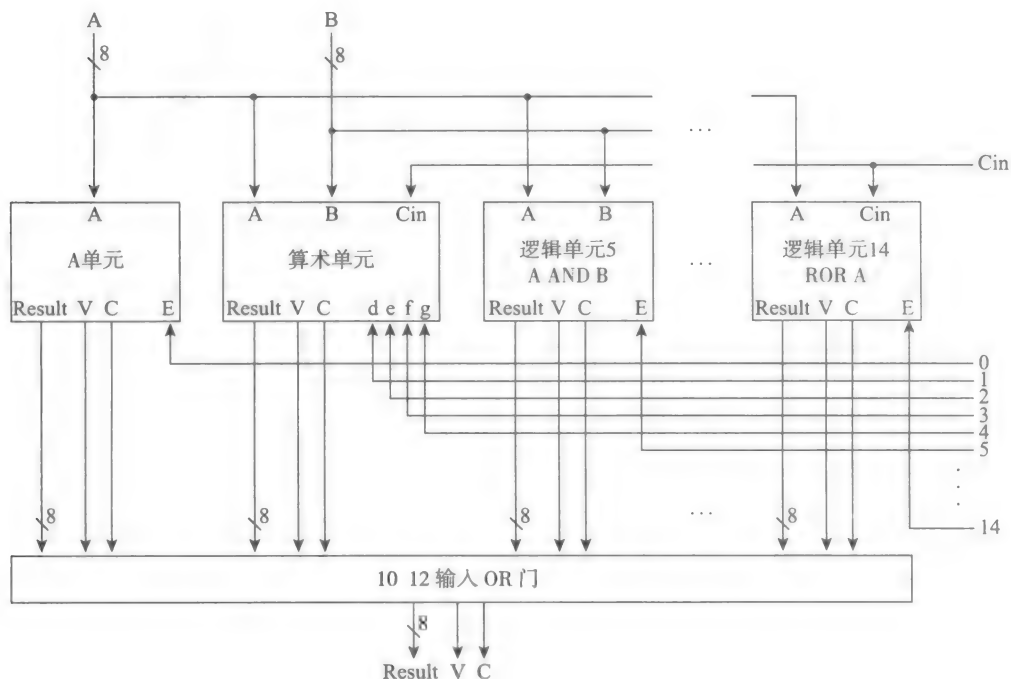 A B
8 8
...
Cin
A A B Cin A B A Cin
A单元 算术单元 逻辑单元5 逻辑单元14
A AND B ... ROR A
Result V C E Result V C d e f g Result V C E Result V C E
0
1
2
3
4
5
.
.
.
14
8 8 8 ... 8
10 12 输入 OR 门
8
Result V C